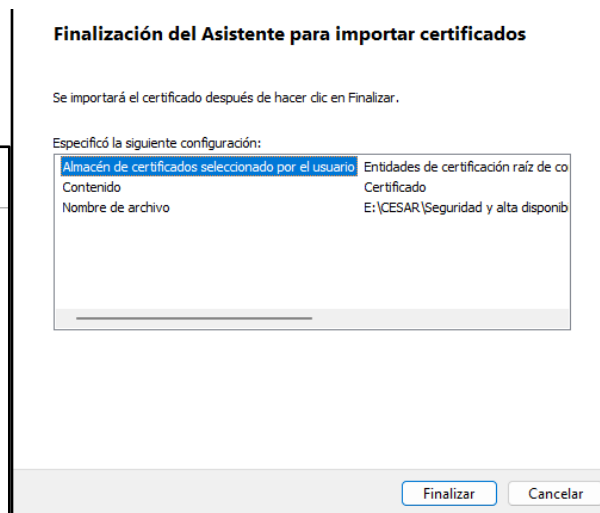 Finalización del Asistente para importar certificados
Se importará el certificado después de hacer clic en Finalizar.
Especificó la siguiente configuración:
Almacén de certificados seleccionado por el usuario Entidades de certificación raíz de co
Contenido Certificado
Nombre de archivo E:\CESAR\Seguridad y alta disponib
Finalizar Cancelar